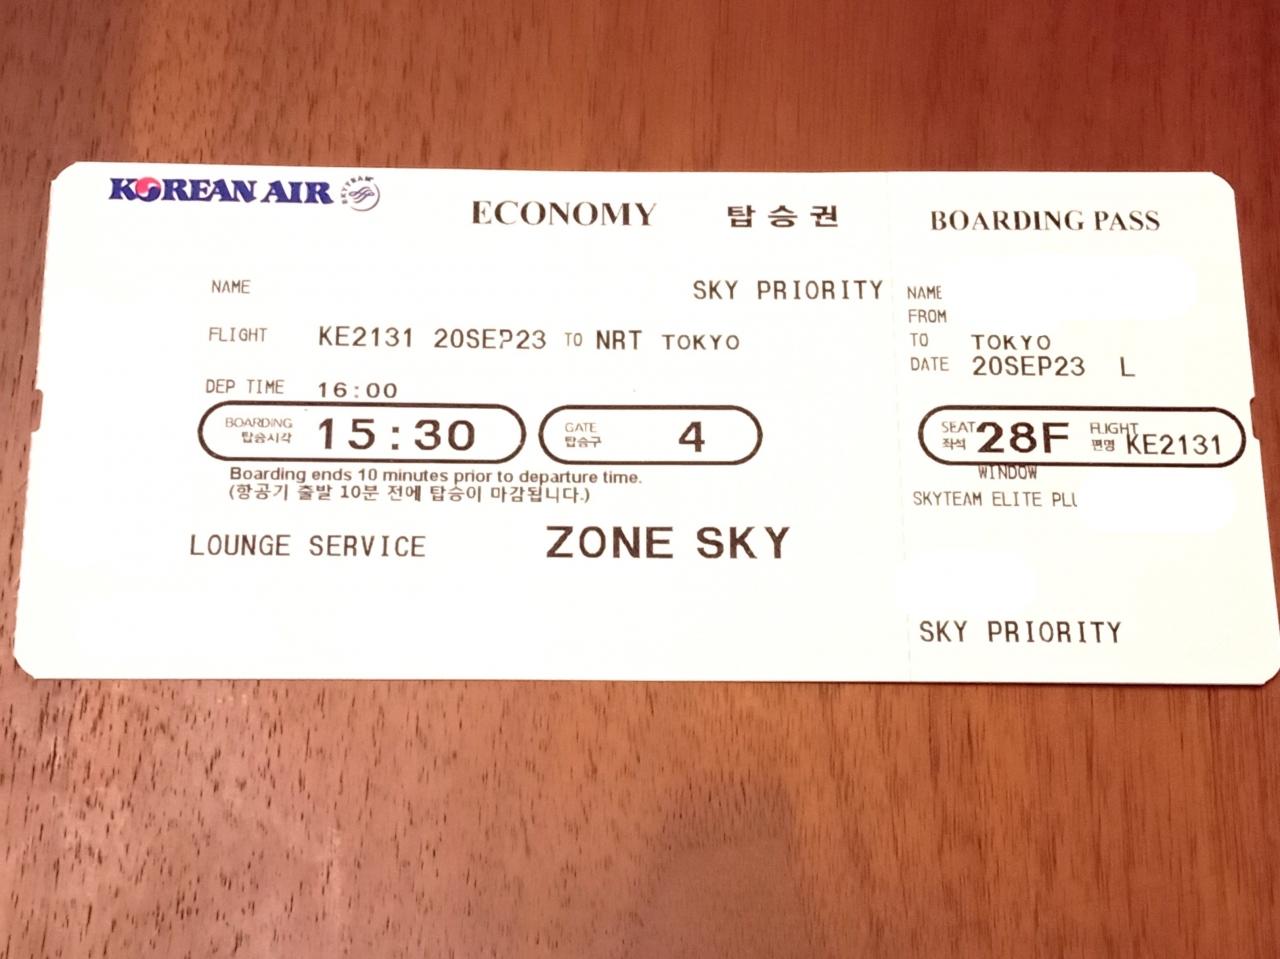 KOREAN AIR SKYTEAM
ECONOMY 탑승권
NAME SKY PRIORITY
FLIGHT KE2131 20SEP23 TO NRT TOKYO
DEP TIME 16:00
BOARDING 탑승시각 15:30 GATE 탑승구 4
Boarding ends 10 minutes prior to departure time.
(항공기 출발 10분 전에 탑승이 마감됩니다.)
LOUNGE SERVICE ZONE SKY
BOARDING PASS
NAME
FROM
TO TOKYO
DATE 20SEP23 L
SEAT 좌석 28F FLIGHT 편명 KE2131
WINDOW
SKYTEAM ELITE
SKY PRIORITY